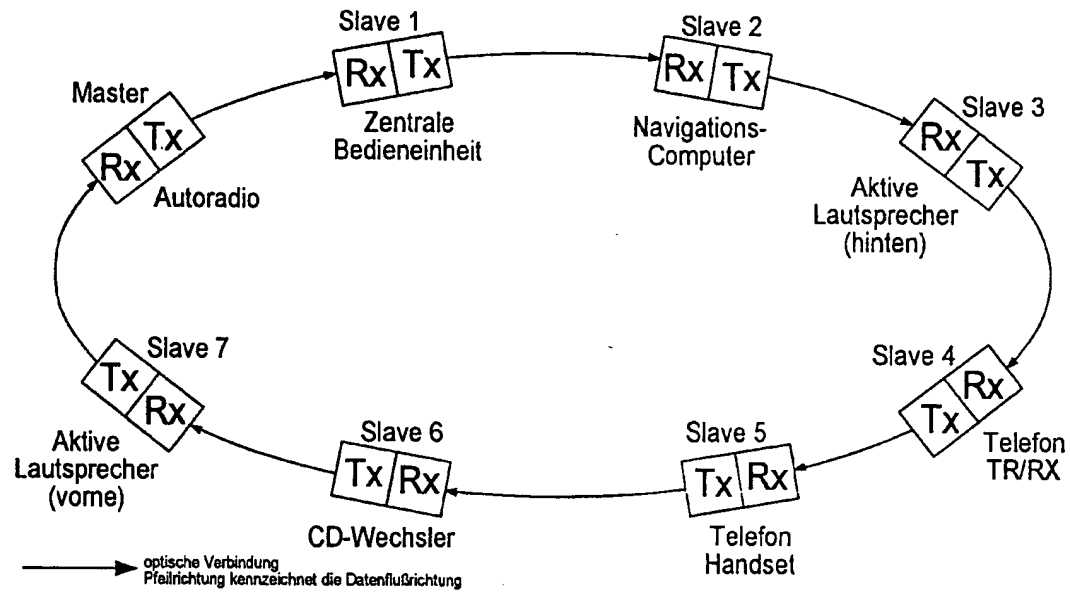 Slave 1
Rx Tx
Zentrale
Bedieneinheit
Slave 2
Rx Tx
Navigations-
Computer
Master
Rx Tx
Autoradio
Slave 3
Rx Tx
Aktive
Lautsprecher
(hinten)
Slave 4
Tx Rx
Telefon
TR/RX
Slave 5
Tx Rx
Telefon
Handset
Slave 6
Tx Rx
CD-Wechsler
Slave 7
Tx Rx
Aktive
Lautsprecher
(vorne)
optische Verbindung
Pfeilrichtung kennzeichnet die Datenflußrichtung